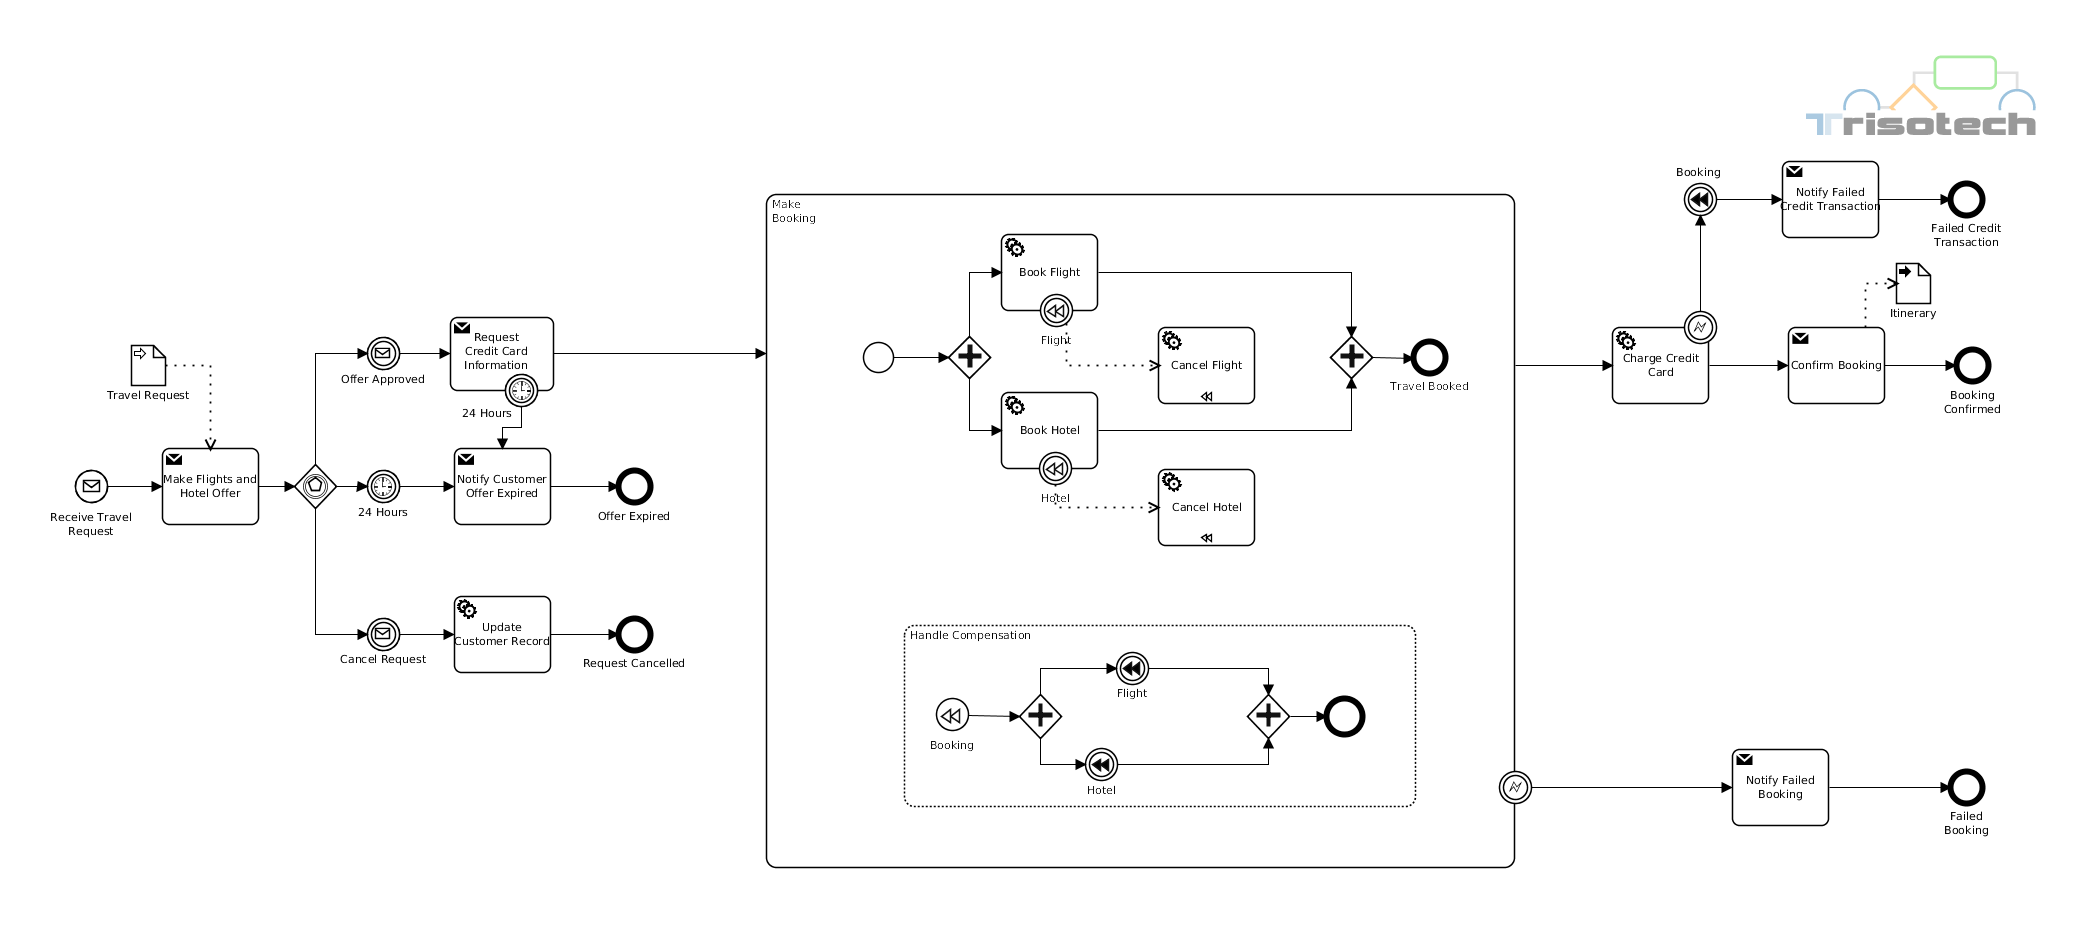 Trisotech
Travel Request
Receive Travel
Request
Make Flights and
Hotel Offer
Offer Approved
Request
Credit Card
Information
24 Hours
24 Hours
Notify Customer
Offer Expired
Offer Expired
Cancel Request
Update
Customer Record
Request Cancelled
Make
Booking
Book Flight
Flight
Cancel Flight
Book Hotel
Hotel
Cancel Hotel
Travel Booked
Handle Compensation
Booking
Flight
Hotel
Booking
Notify Failed
Credit Transaction
Failed Credit
Transaction
Itinerary
Charge Credit
Card
Confirm Booking
Booking
Confirmed
Notify Failed
Booking
Failed
Booking